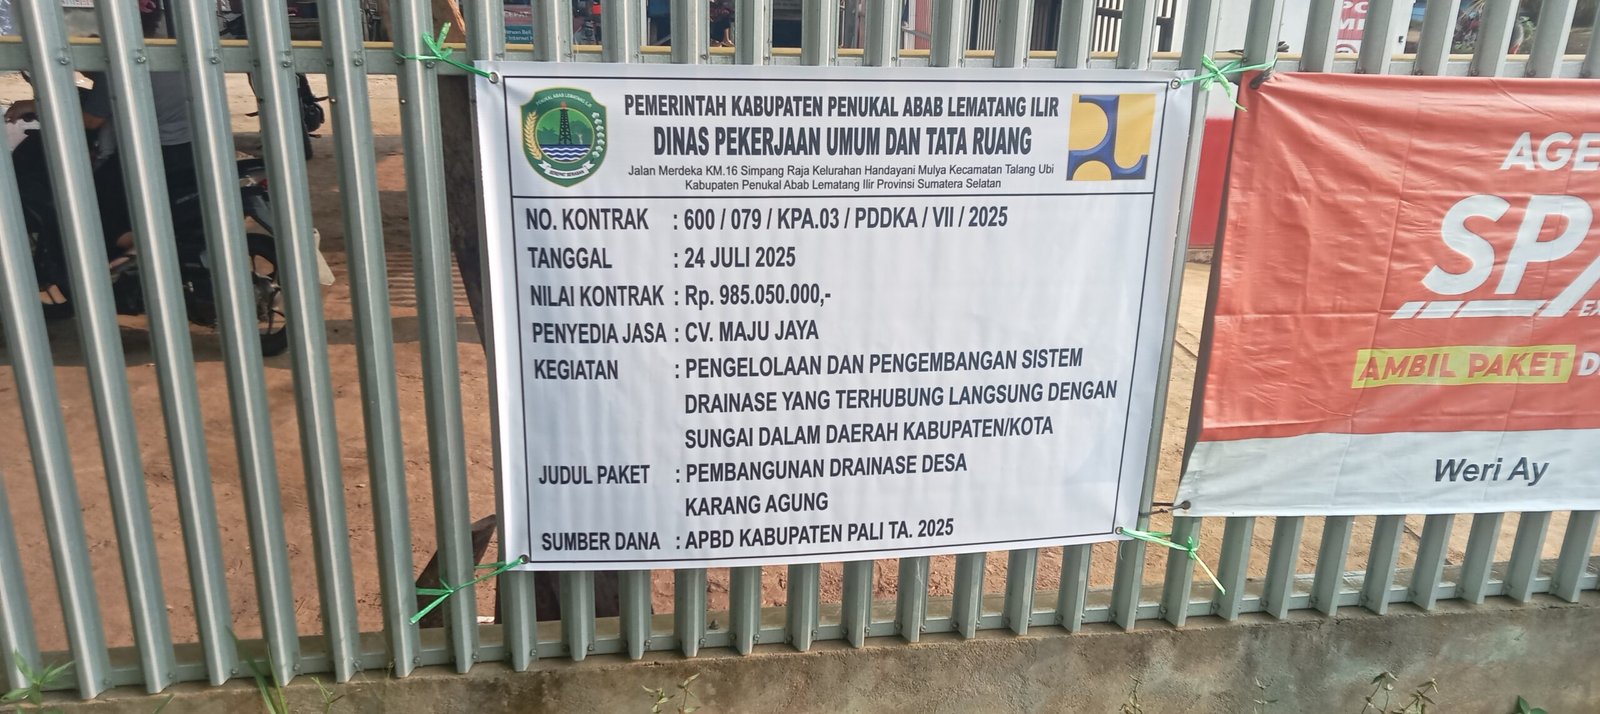 PEMERINTAH KABUPATEN PENUKAL ABAB LEMATANG ILIR
DINAS PEKERJAAN UMUM DAN TATA RUANG
Jalan Merdeka KM.16 Simpang Raja Kelurahan Handayani Mulya Kecamatan Talang Ubi
Kabupaten Penukal Abab Lematang Ilir Provinsi Sumatera Selatan
NO. KONTRAK : 600 / 079 / KPA.03 / PDDKA / VII / 2025
TANGGAL : 24 JULI 2025
NILAI KONTRAK : Rp. 985.050.000,-
PENYEDIA JASA : CV. MAJU JAYA
KEGIATAN : PENGELOLAAN DAN PENGEMBANGAN SISTEM
DRAINASE YANG TERHUBUNG LANGSUNG DENGAN
SUNGAI DALAM DAERAH KABUPATEN/KOTA
JUDUL PAKET : PEMBANGUNAN DRAINASE DESA
KARANG AGUNG
SUMBER DANA : APBD KABUPATEN PALI TA. 2025
AGE
SP
EX
AMBIL PAKET D
Weri Ay